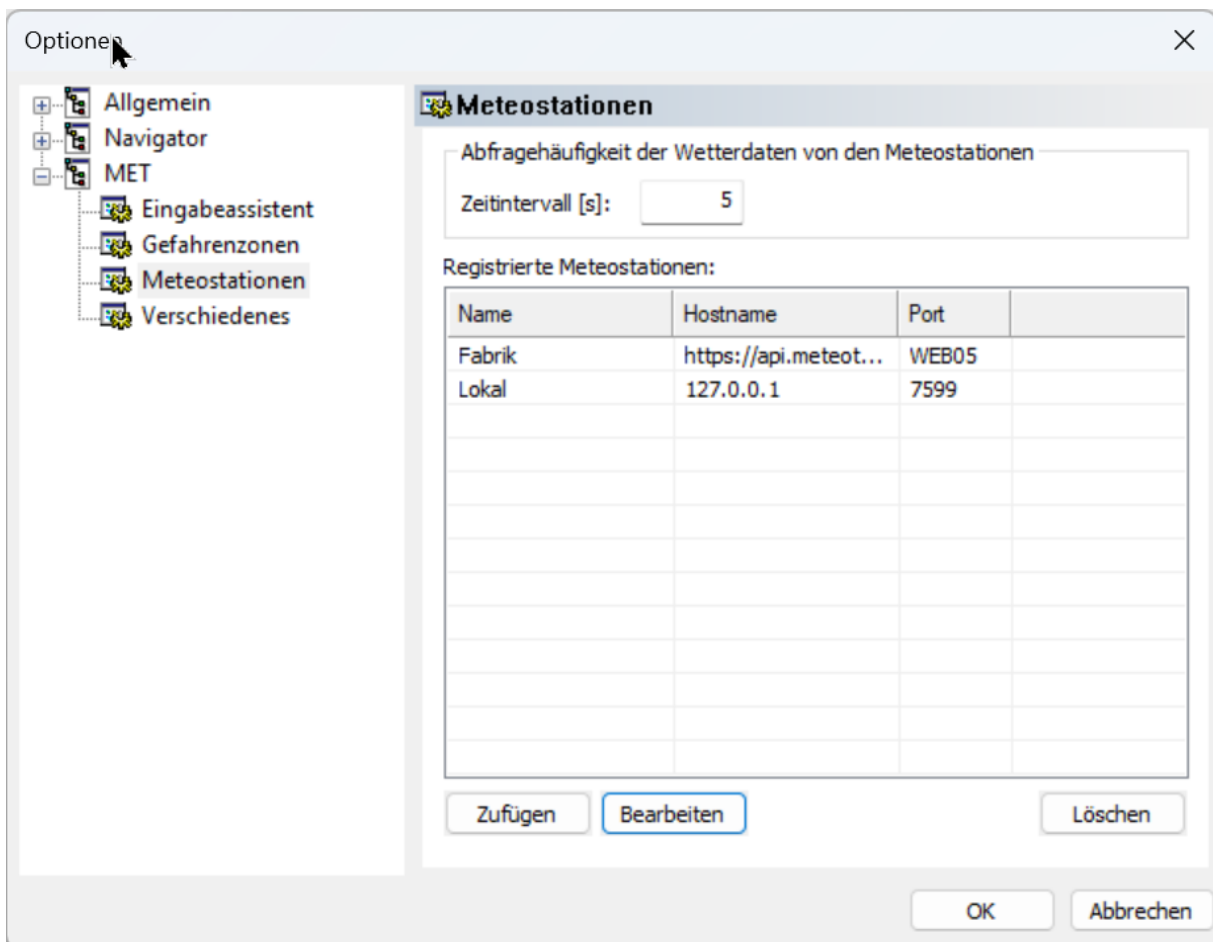 Optionen
Allgemein
Navigator
MET
Eingabeassistent
Gefahrenzonen
Meteostationen
Verschiedenes
Meteostationen
Abfragehäufigkeit der Wetterdaten von den Meteostationen
Zeitintervall [s]: 5
Registrierte Meteostationen:
Name Hostname Port
Fabrik https://api.meteot... WEB05
Lokal 127.0.0.1 7599
Zufügen Bearbeiten Löschen
OK Abbrechen